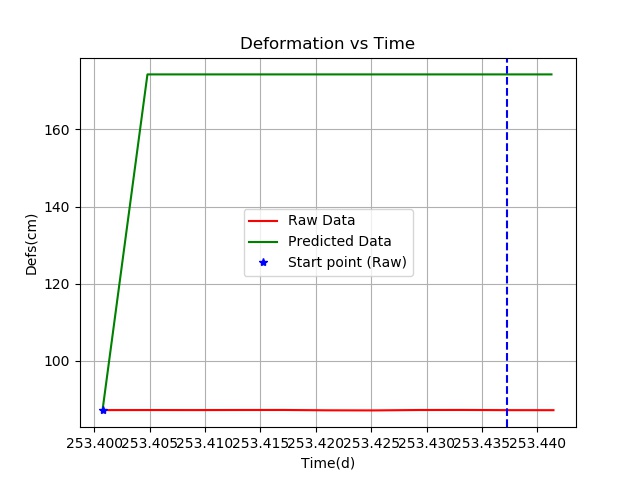 Deformation vs Time
Defs(cm)
160
140
120
100
Raw Data
Predicted Data
Start point (Raw)
253.400 253.405 253.410 253.415 253.420 253.425 253.430 253.435 253.440
Time(d)